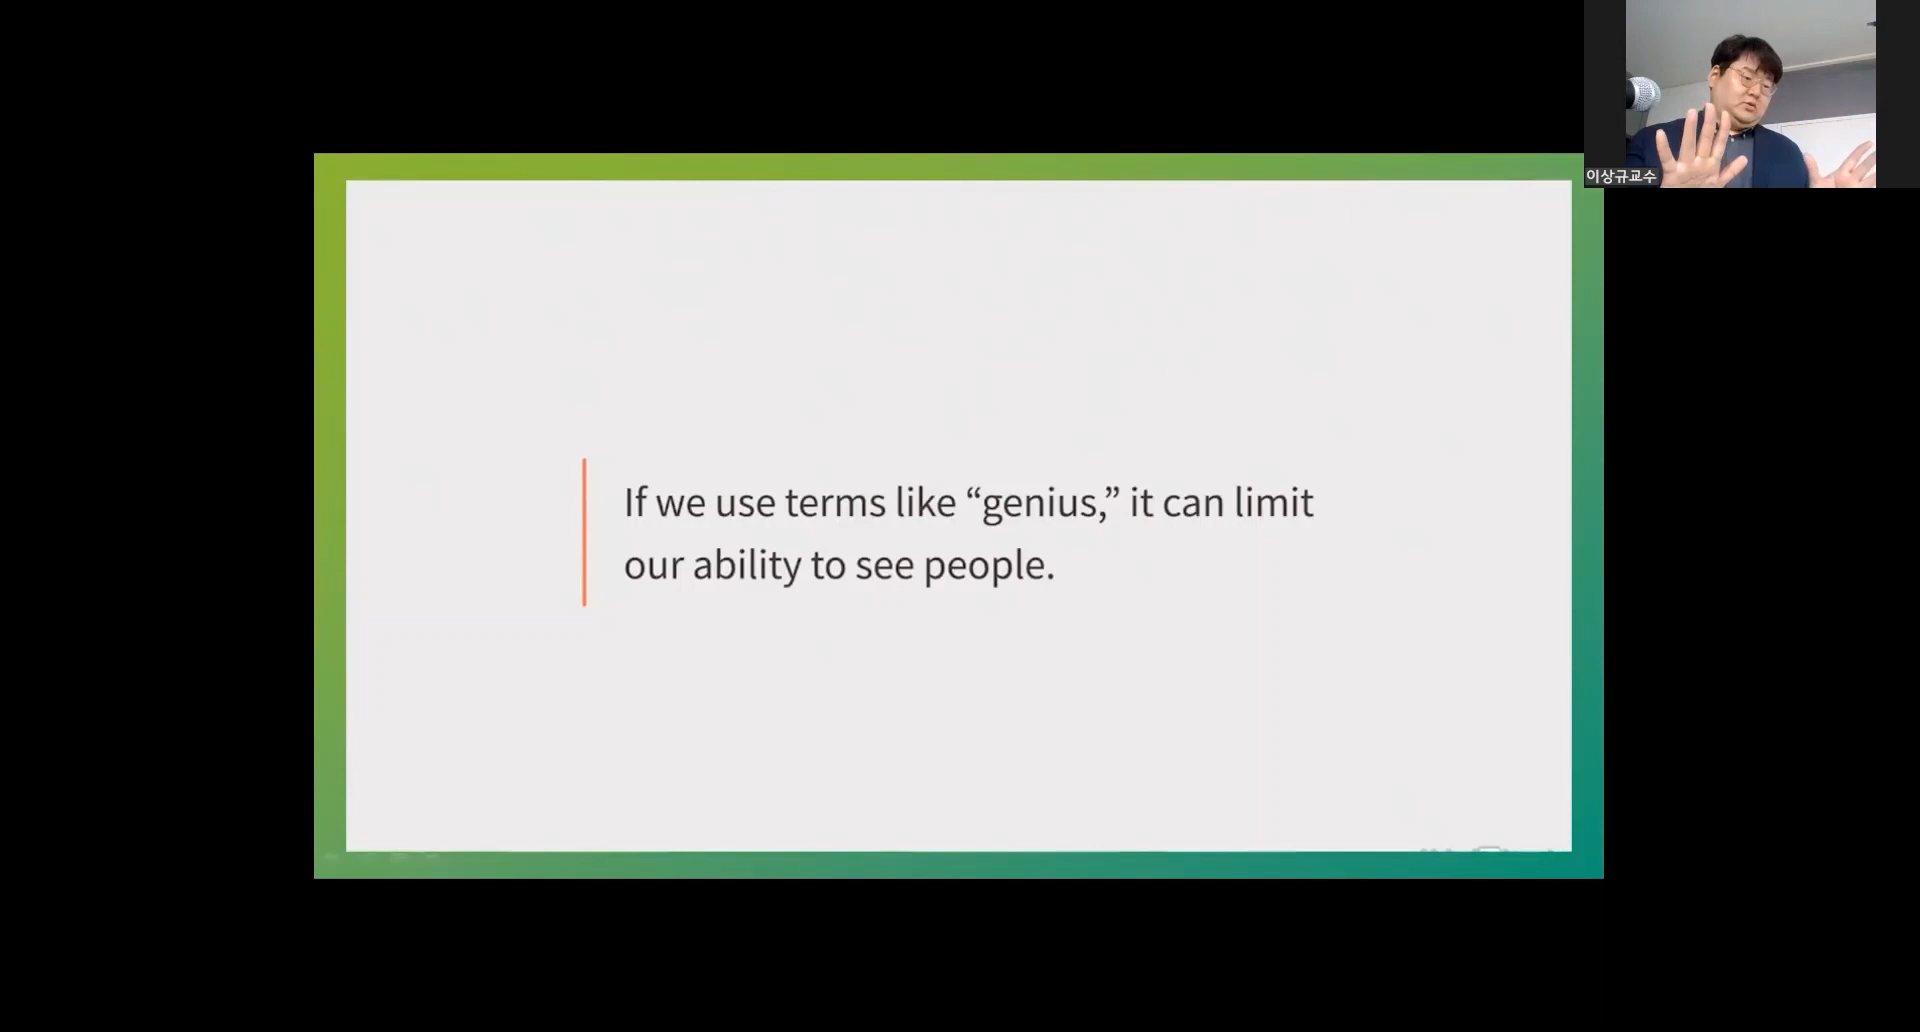 이상규교수
If we use terms like “genius,” it can limit
our ability to see people.